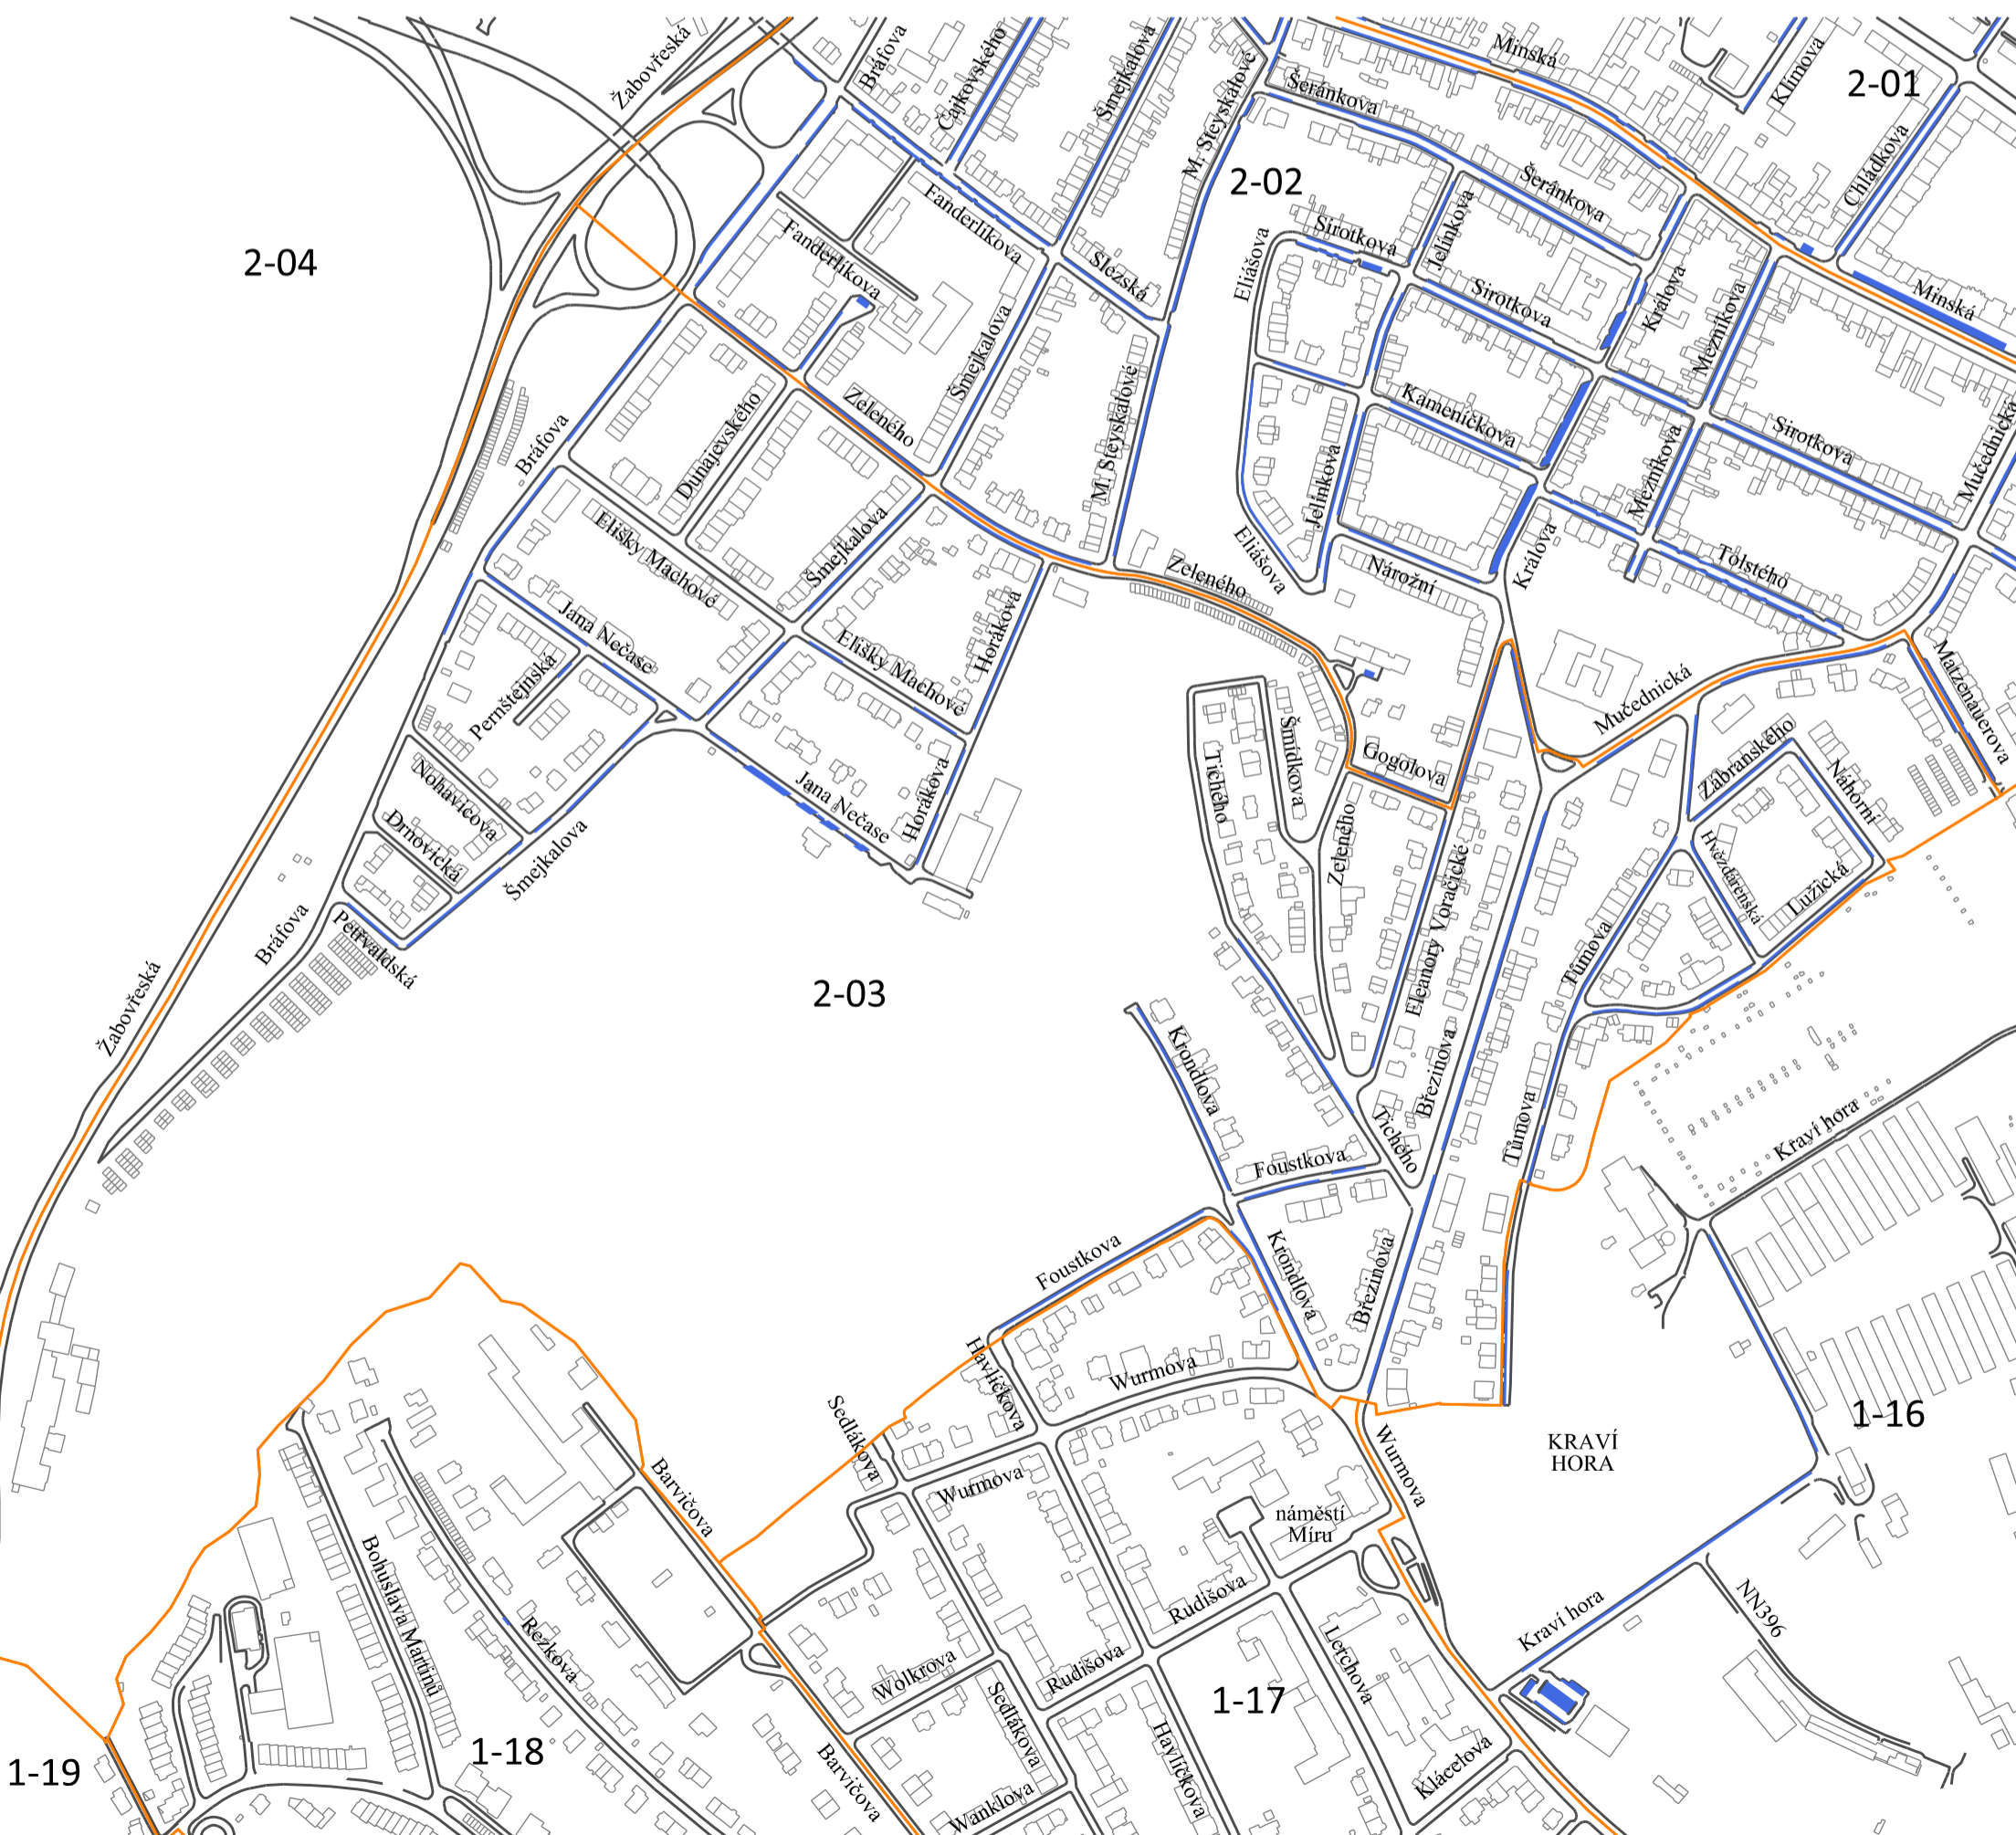 Žabovřeská
Bráfova
Čajkovského
Šmejkalova
M. Steyskalové
Minská
Klímova
2-01
Šeránkova
Chládkova
2-02
Šeránkova
Fanderlíkova
Sirotkova
Jelínkova
2-04
Fanderlíkova
Slezská
Eliášova
Sirotkova
Králova
Mezníkova
Minská
Šmejkalova
Zeleného
Kameníčkova
Sirotkova
Mučednická
Bráfova
Dunajevského
M. Steyskalové
Jelínkova
Mezníkova
Elišky Machové
Šmejkalova
Zeleného
Eliášova
Nárožní
Králova
Tolstého
Jana Nečase
Elišky Machové
Horákova
Matzenauerova
Pernštejnská
Mučednická
Šmídkova
Gogolova
Zábranského
Nohavicova
Tichého
Jana Nečase
Horákova
Náhorní
Drnovická
Šmejkalova
Zeleného
Eleanory Voračické
Hvězdárenská
Lužická
Bráfova
Petřvaldská
Tůmova
Žabovřeská
2-03
Krondlova
Březinova
Tichého
Tůmova
Kraví hora
Foustkova
Foustkova
Krondlova
Březinova
Havlíčkova
Wurmova
Sedlákova
1-16
Wurmova
KRAVÍ
HORA
Barvičova
Wurmova
náměstí
Míru
Bohuslava Martinů
Rezkova
Rudišova
Kraví hora
NN396
Lerchova
Wolkrova
Rudišova
Sedlákova
1-17
1-18
Havlíčkova
Klácelova
1-19
Barvičova
Wanklova